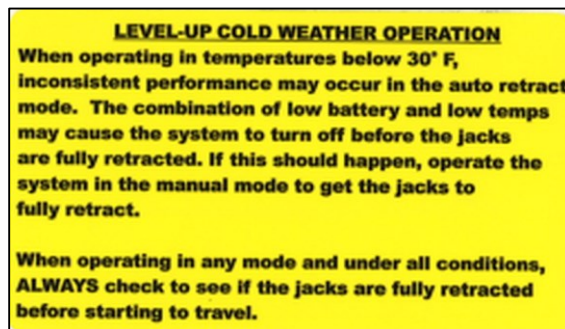 LEVEL-UP COLD WEATHER OPERATION
When operating in temperatures below 30° F,
inconsistent performance may occur in the auto retract
mode. The combination of low battery and low temps
may cause the system to turn off before the jacks
are fully retracted. If this should happen, operate the
system in the manual mode to get the jacks to
fully retract.
When operating in any mode and under all conditions,
ALWAYS check to see if the jacks are fully retracted
before starting to travel.